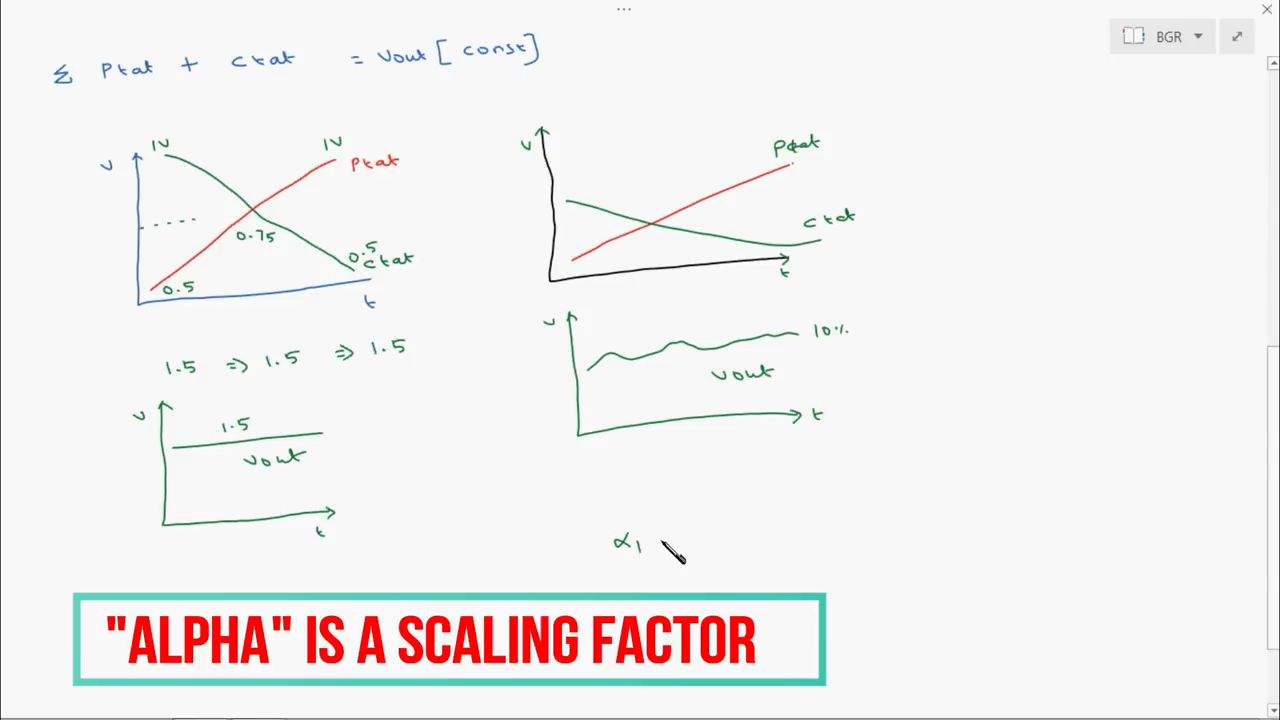 BGR
Σ Ptat + Ctat = Vout [ const ]
1V 1V
V Ptat
0.75
0.5
0.5
Ctat
t
V Ptat
Ctat
t
1.5 => 1.5 => 1.5
V 10%
Vout
t
V 1.5
Vout
t
α1
"ALPHA" IS A SCALING FACTOR